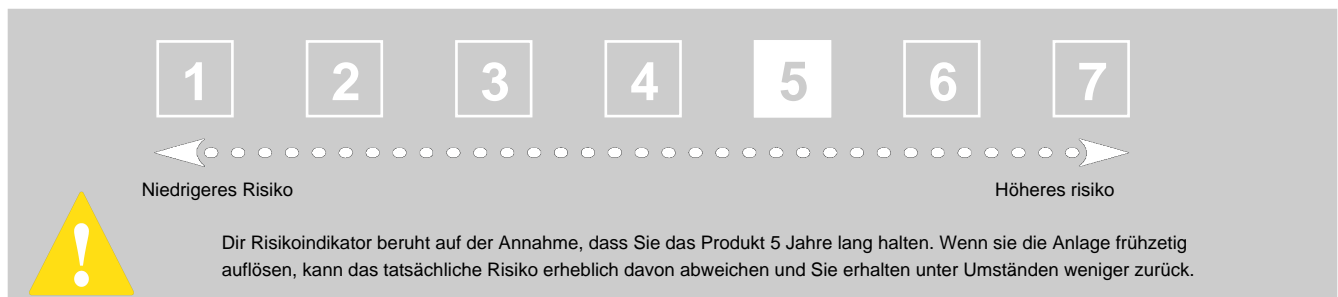 1 2 3 4 5 6 7
Niedrigeres Risiko Höheres risiko
!
Dir Risikoindikator beruht auf der Annahme, dass Sie das Produkt 5 Jahre lang halten. Wenn sie die Anlage frühzetig
auflösen, kann das tatsächliche Risiko erheblich davon abweichen und Sie erhalten unter Umständen weniger zurück.